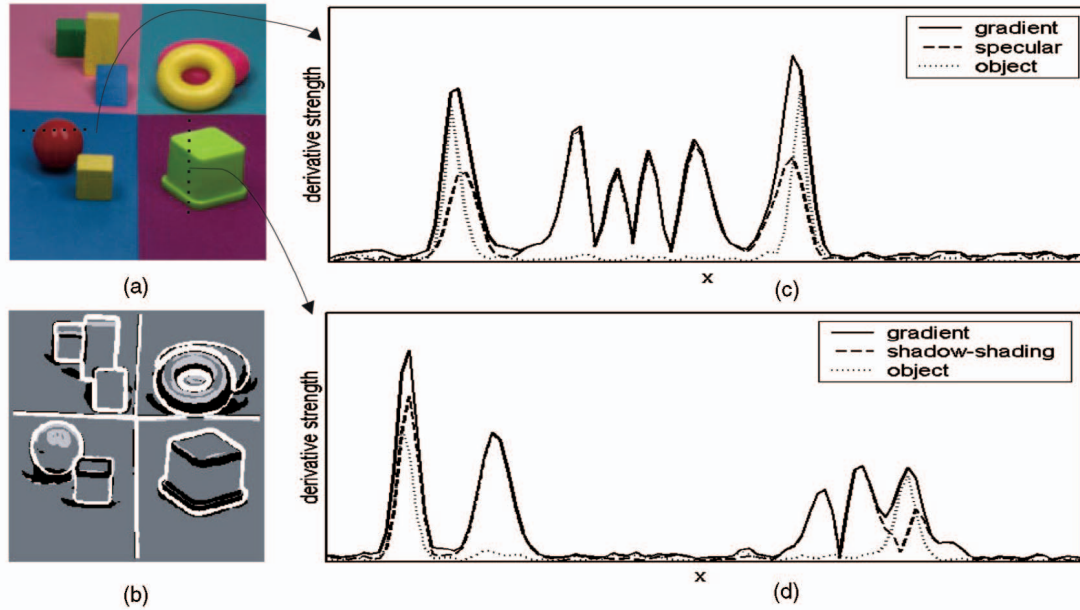 gradient
specular
object
derivative strength
x
(a)
(c)
gradient
shadow-shading
object
derivative strength
x
(b)
(d)